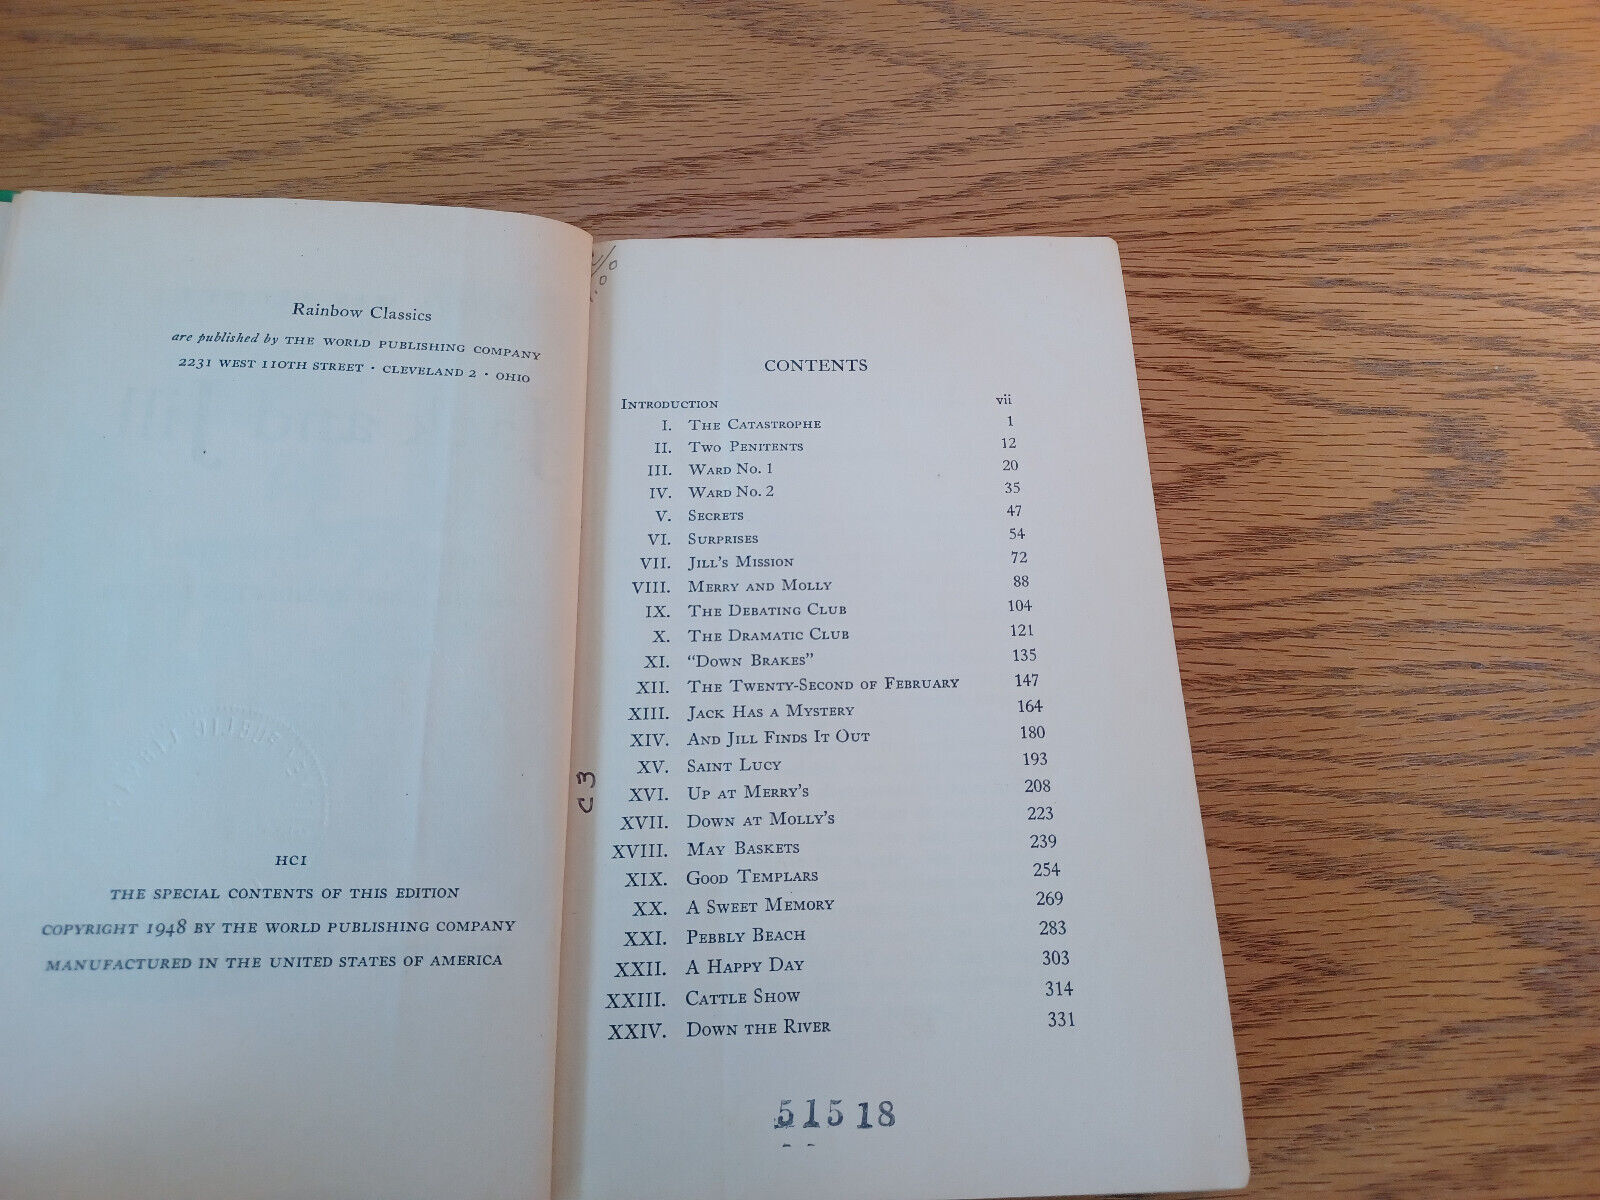 Rainbow Classics
are published by THE WORLD PUBLISHING COMPANY
2231 WEST 110TH STREET • CLEVELAND 2 • OHIO
HC1
THE SPECIAL CONTENTS OF THIS EDITION
COPYRIGHT 1948 BY THE WORLD PUBLISHING COMPANY
MANUFACTURED IN THE UNITED STATES OF AMERICA
C3
CONTENTS
INTRODUCTION vii
I. THE CATASTROPHE 1
II. TWO PENITENTS 12
III. WARD NO. 1 20
IV. WARD NO. 2 35
V. SECRETS 47
VI. SURPRISES 54
VII. JILL'S MISSION 72
VIII. MERRY AND MOLLY 88
IX. THE DEBATING CLUB 104
X. THE DRAMATIC CLUB 121
XI. "DOWN BRAKES" 135
XII. THE TWENTY-SECOND OF FEBRUARY 147
XIII. JACK HAS A MYSTERY 164
XIV. AND JILL FINDS IT OUT 180
XV. SAINT LUCY 193
XVI. UP AT MERRY'S 208
XVII. DOWN AT MOLLY'S 223
XVIII. MAY BASKETS 239
XIX. GOOD TEMPLARS 254
XX. A SWEET MEMORY 269
XXI. PEBBLY BEACH 283
XXII. A HAPPY DAY 303
XXIII. CATTLE SHOW 314
XXIV. DOWN THE RIVER 331
51518